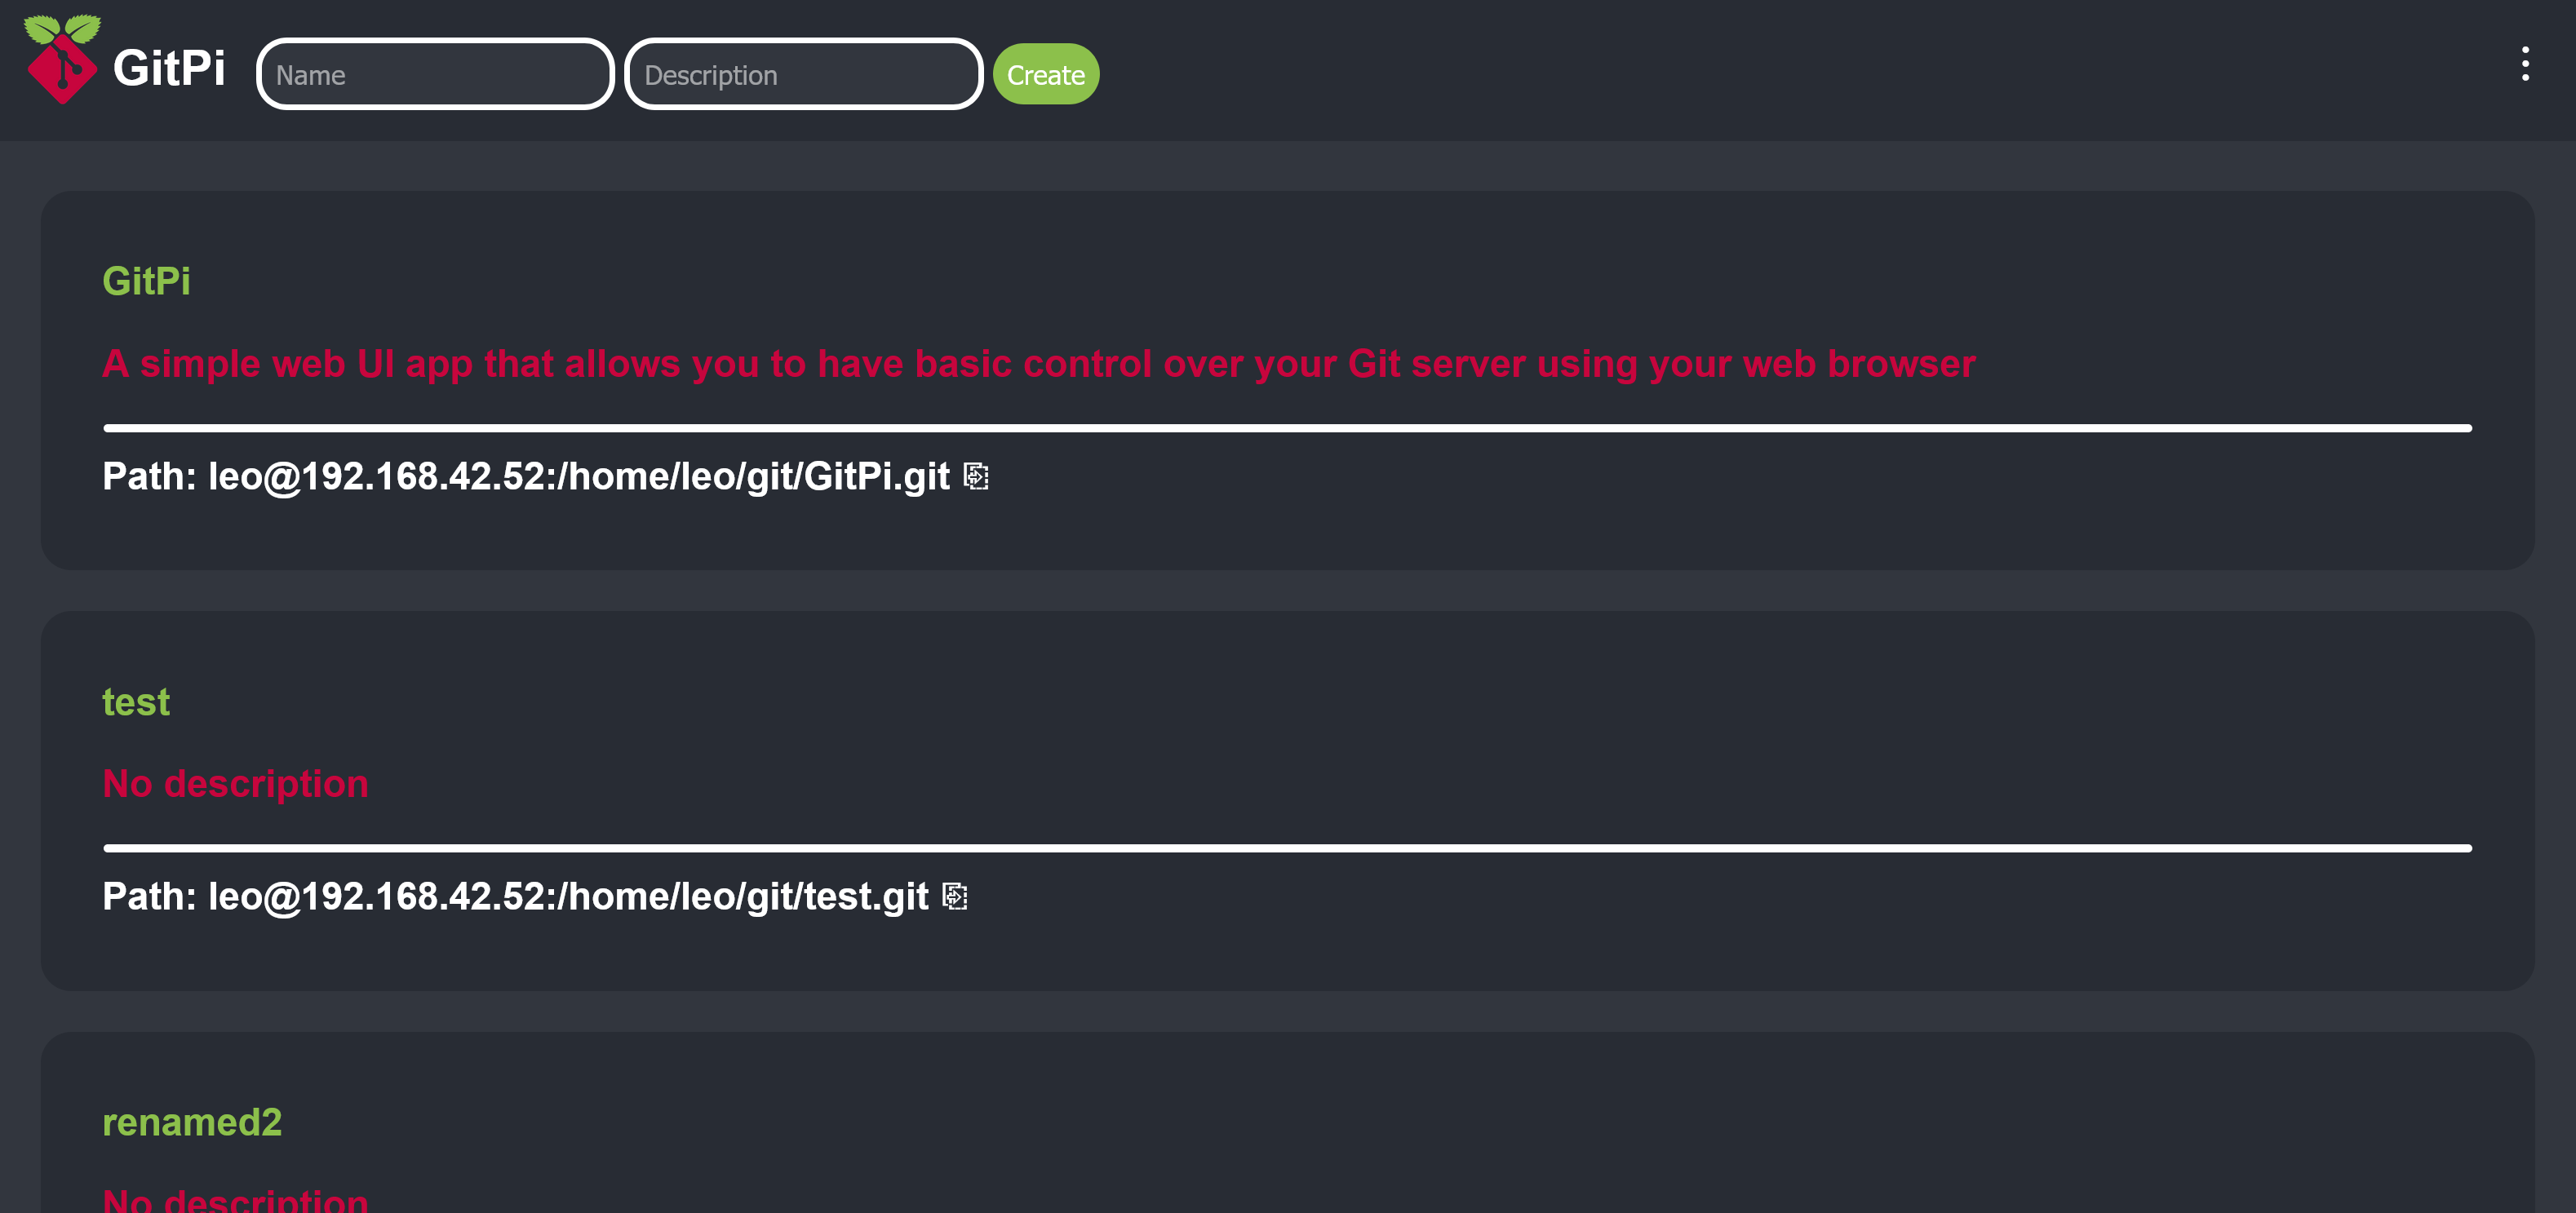 GitPi
Name
Description
Create
GitPi
A simple web UI app that allows you to have basic control over your Git server using your web browser
Path: leo@192.168.42.52:/home/leo/git/GitPi.git
test
No description
Path: leo@192.168.42.52:/home/leo/git/test.git
renamed2
No description